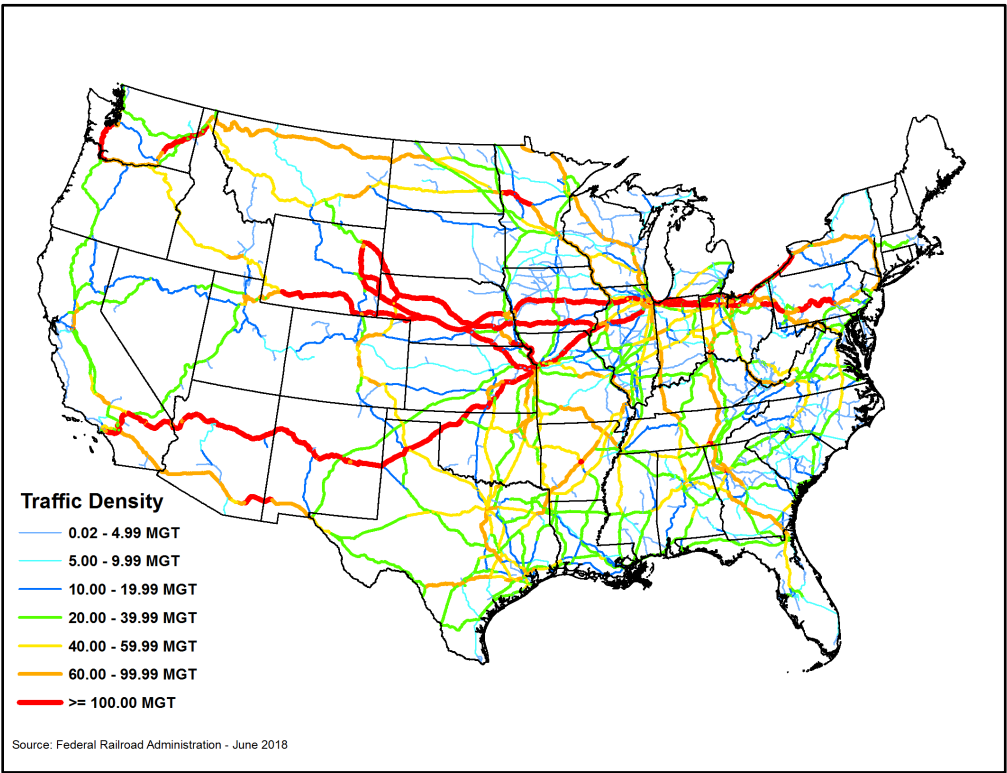 Traffic Density
0.02 - 4.99 MGT
5.00 - 9.99 MGT
10.00 - 19.99 MGT
20.00 - 39.99 MGT
40.00 - 59.99 MGT
60.00 - 99.99 MGT
>= 100.00 MGT
Source: Federal Railroad Administration - June 2018